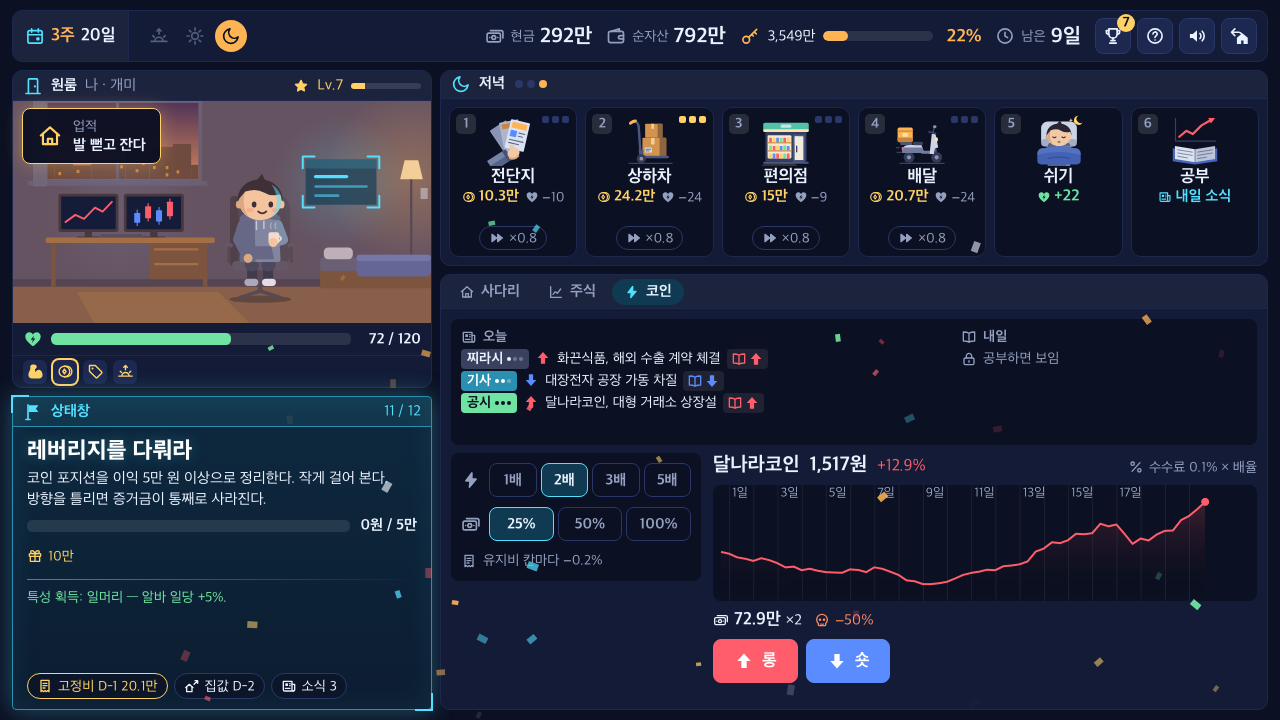 3주 20일
현금 292만
순자산 792만
3,549만
22%
남은 9일
7
원룸 나 · 개미
Lv.7
업적
발 뻗고 잔다
72 / 120
상태창
11 / 12
레버리지를 다뤄라
코인 포지션을 이익 5만 원 이상으로 정리한다. 작게 걸어 본다.
방향을 틀리면 증거금이 통째로 사라진다.
0원 / 5만
10만
특성 획득: 일머리 — 알바 일당 +5%.
고정비 D-1 20.1만
집값 D-2
소식 3
저녁
1
전단지
10.3만 −10
×0.8
2
상하차
24.2만 −24
×0.8
3
편의점
15만 −9
×0.8
4
배달
20.7만 −24
×0.8
5
쉬기
+22
6
공부
내일 소식
사다리
주식
코인
오늘
찌라시 화끈식품, 해외 수출 계약 체결
기사 대장전자 공장 가동 차질
공시 달나라코인, 대형 거래소 상장설
내일
공부하면 보임
1배 2배 3배 5배
25% 50% 100%
유지비 칸마다 −0.2%
달나라코인 1,517원 +12.9%
수수료 0.1% × 배율
1일 3일 5일 7일 9일 11일 13일 15일 17일
72.9만 ×2 −50%
롱
숏